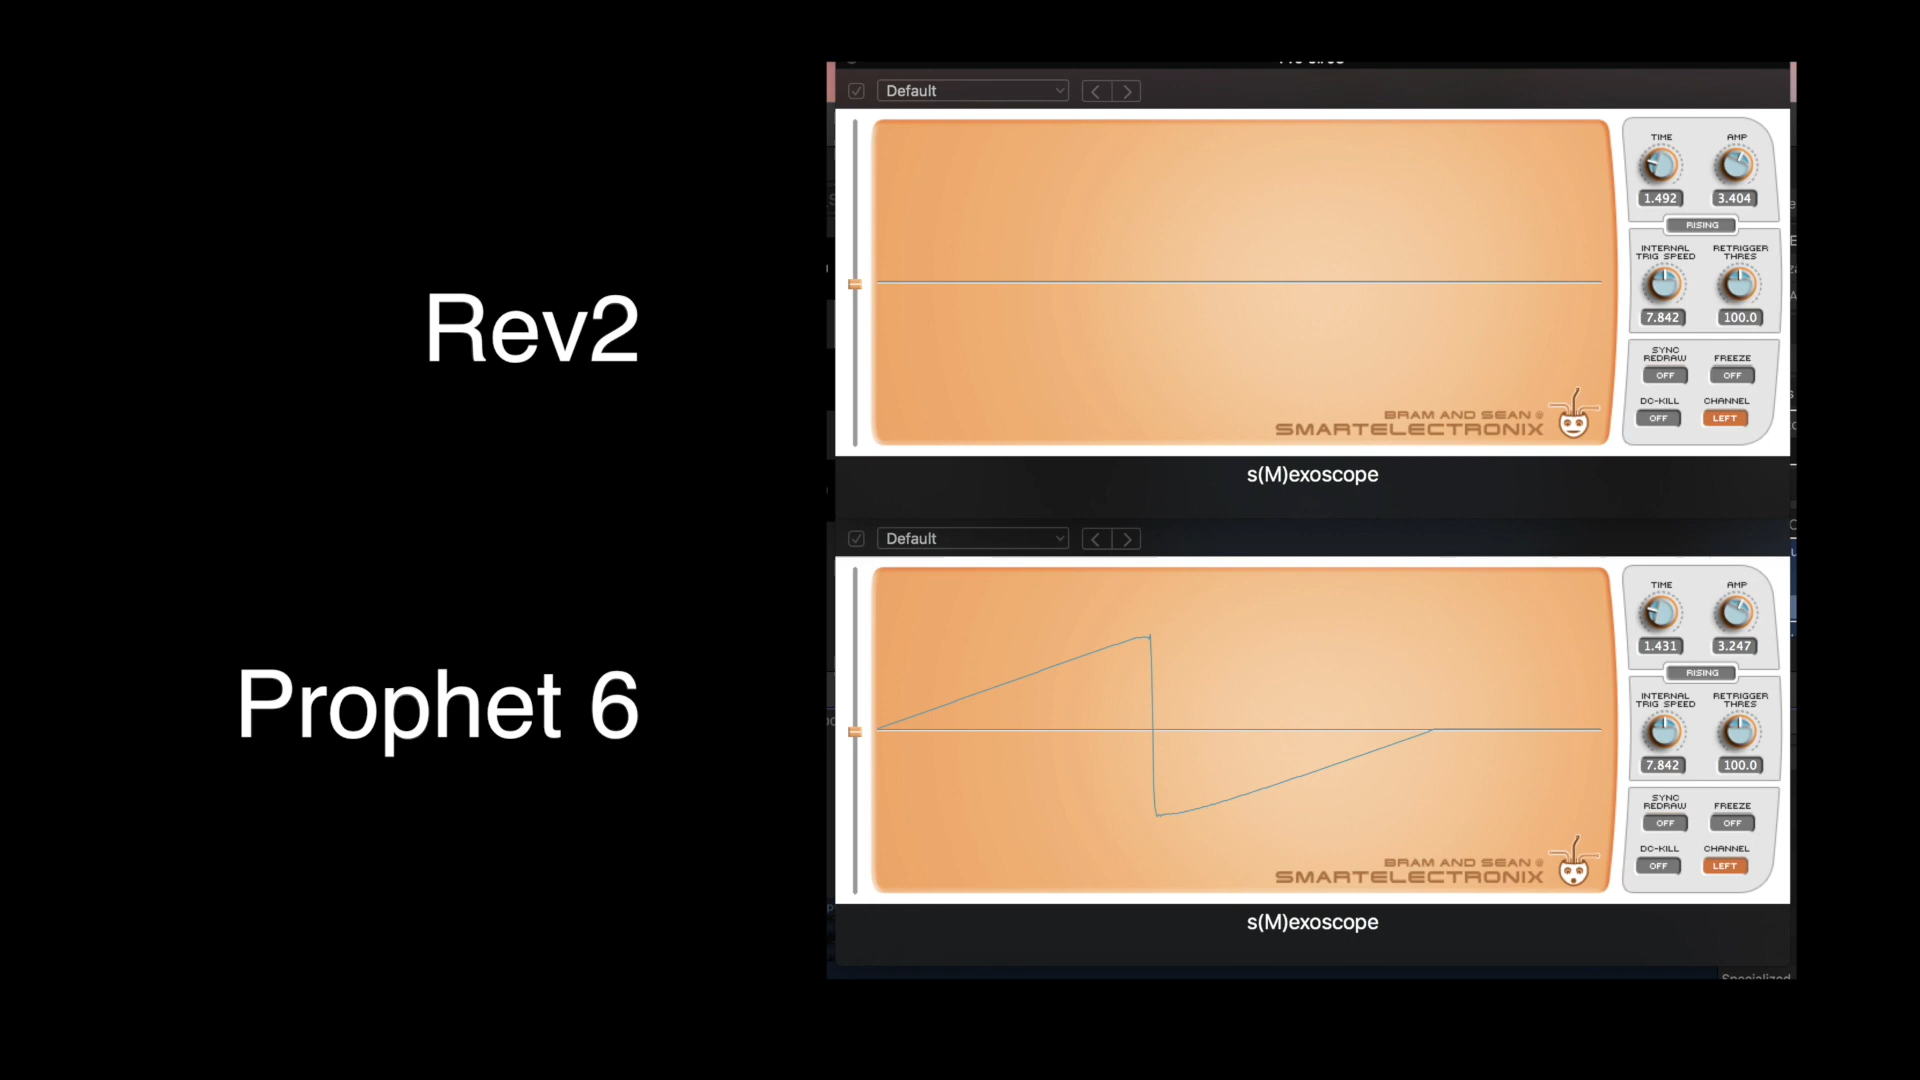 Default
TIME
AMP
1.492
3.404
RISING
INTERNAL TRIG SPEED
RETRIGGER THRES
7.842
100.0
SYNC REDRAW
FREEZE
OFF
OFF
DC-KILL
CHANNEL
OFF
LEFT
BRAM AND SEAN @
SMARTELECTRONIX
s(M)exoscope
Rev2
Default
TIME
AMP
1.431
3.247
RISING
INTERNAL TRIG SPEED
RETRIGGER THRES
7.842
100.0
SYNC REDRAW
FREEZE
OFF
OFF
DC-KILL
CHANNEL
OFF
LEFT
BRAM AND SEAN @
SMARTELECTRONIX
s(M)exoscope
Prophet 6